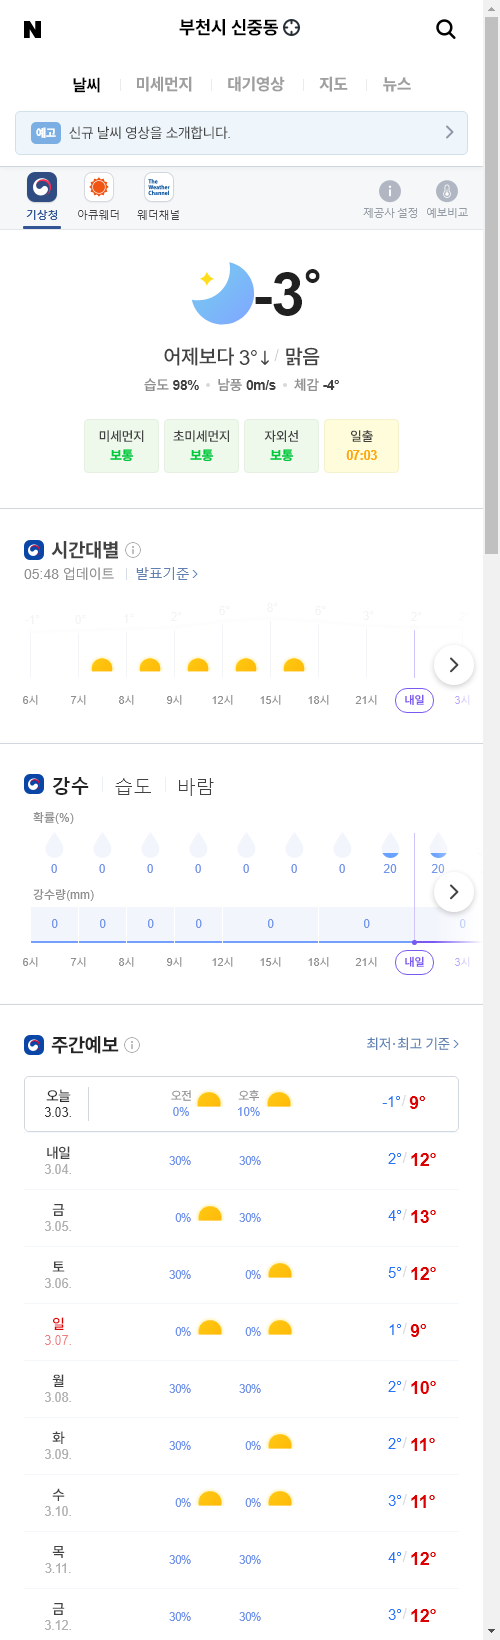 N
부천시 신중동
날씨 미세먼지 대기영상 지도 뉴스
예고 신규 날씨 영상을 소개합니다.
The Weather Channel
기상청 아큐웨더 웨더채널 제공사 설정 예보비교
-3°
어제보다 3°↓ / 맑음
습도 98% 남풍 0m/s 체감 -4°
미세먼지 초미세먼지 자외선 일출
보통 보통 보통 07:03
시간대별
05:48 업데이트 발표기준 >
-1° 0° 1° 2° 6° 8° 6° 3° 2°
6시 7시 8시 9시 12시 15시 18시 21시 내일 3시
강수 습도 바람
확률(%)
0 0 0 0 0 0 0 20 20
강수량(mm)
0 0 0 0 0 0 0
6시 7시 8시 9시 12시 15시 18시 21시 내일 3시
주간예보 최저·최고 기준 >
오늘 3.03. 오전 0% 오후 10% -1° / 9°
내일 3.04. 30% 30% 2° / 12°
금 3.05. 0% 30% 4° / 13°
토 3.06. 30% 0% 5° / 12°
일 3.07. 0% 0% 1° / 9°
월 3.08. 30% 30% 2° / 10°
화 3.09. 30% 0% 2° / 11°
수 3.10. 0% 0% 3° / 11°
목 3.11. 30% 30% 4° / 12°
금 3.12. 30% 30% 3° / 12°